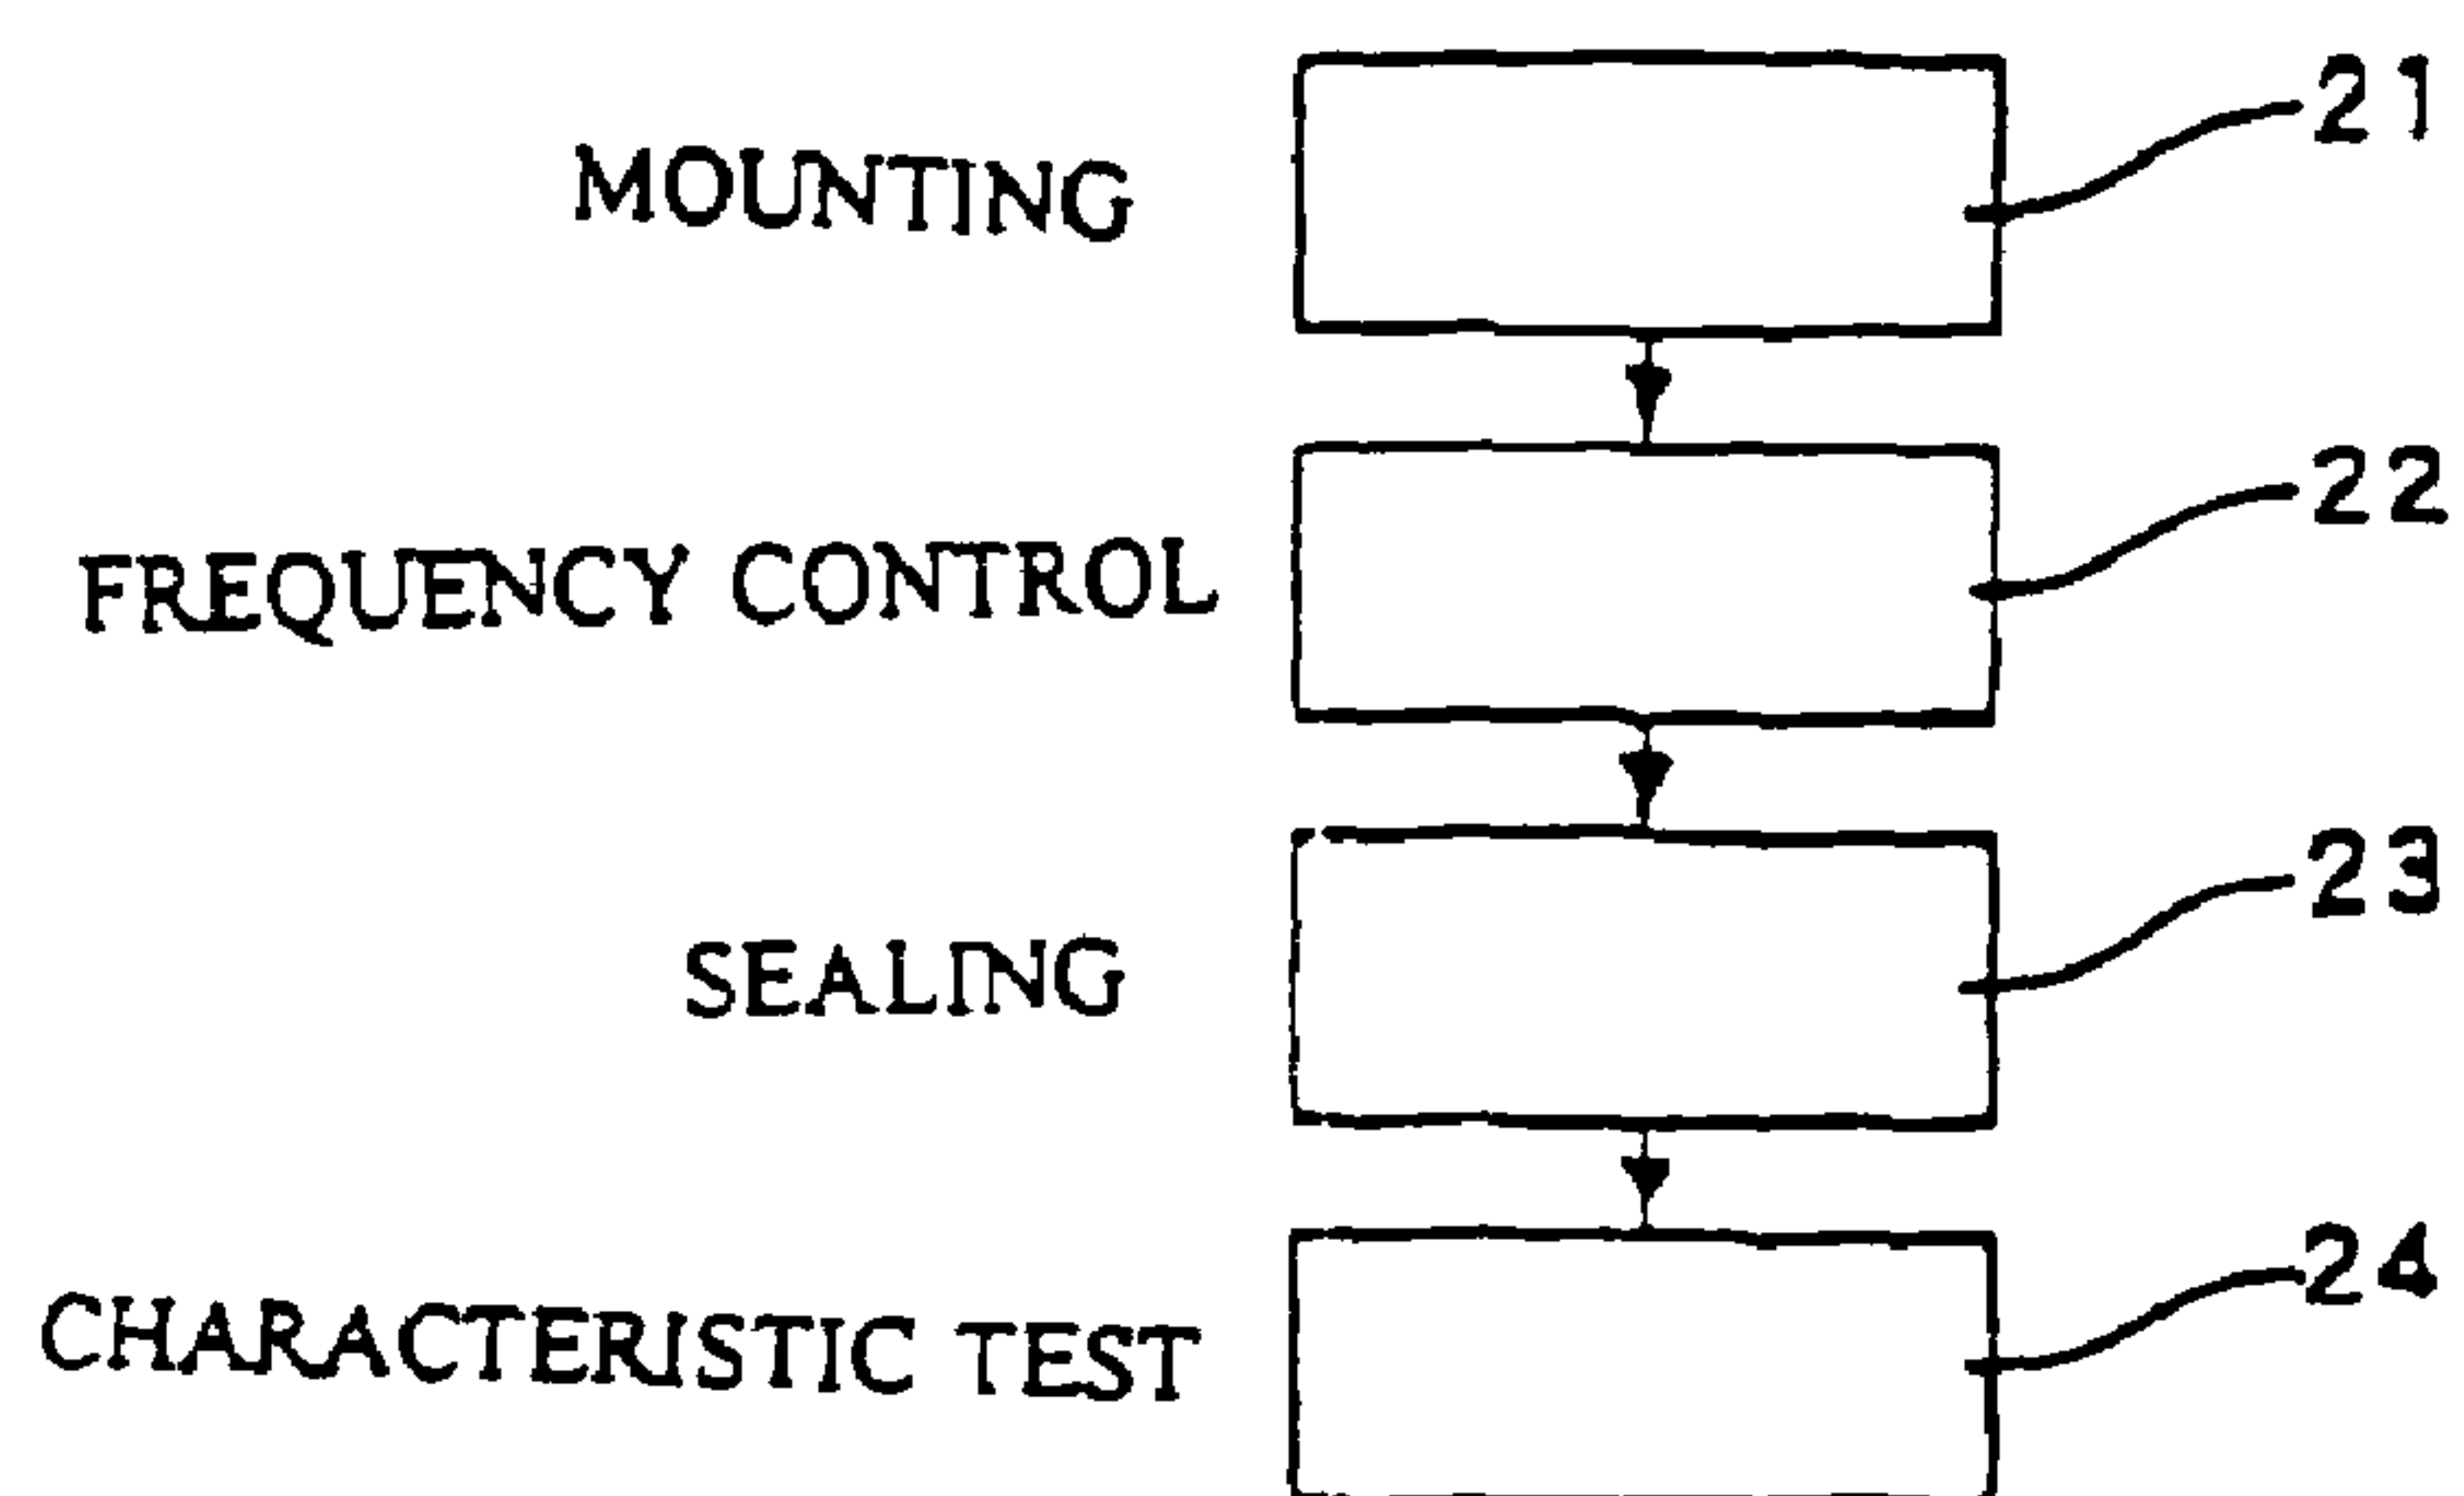 MOUNTING 21
FREQUENCY CONTROL 22
SEALING 23
CHARACTERISTIC TEST 24